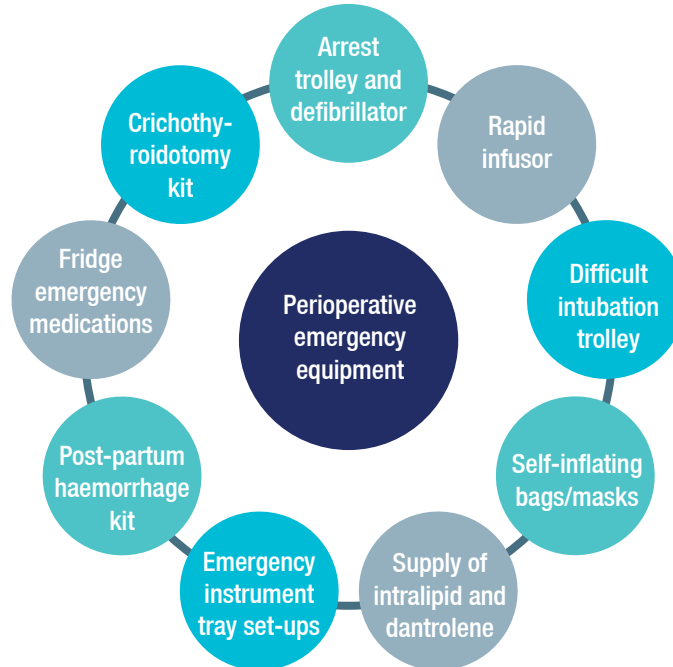 Arrest
trolley and
defibrillator
Rapid
infusor
Difficult
intubation
trolley
Self-inflating
bags/masks
Supply of
intralipid and
dantrolene
Emergency
instrument
tray set-ups
Post-partum
haemorrhage
kit
Fridge
emergency
medications
Crichothy-
roidotomy
kit
Perioperative
emergency
equipment